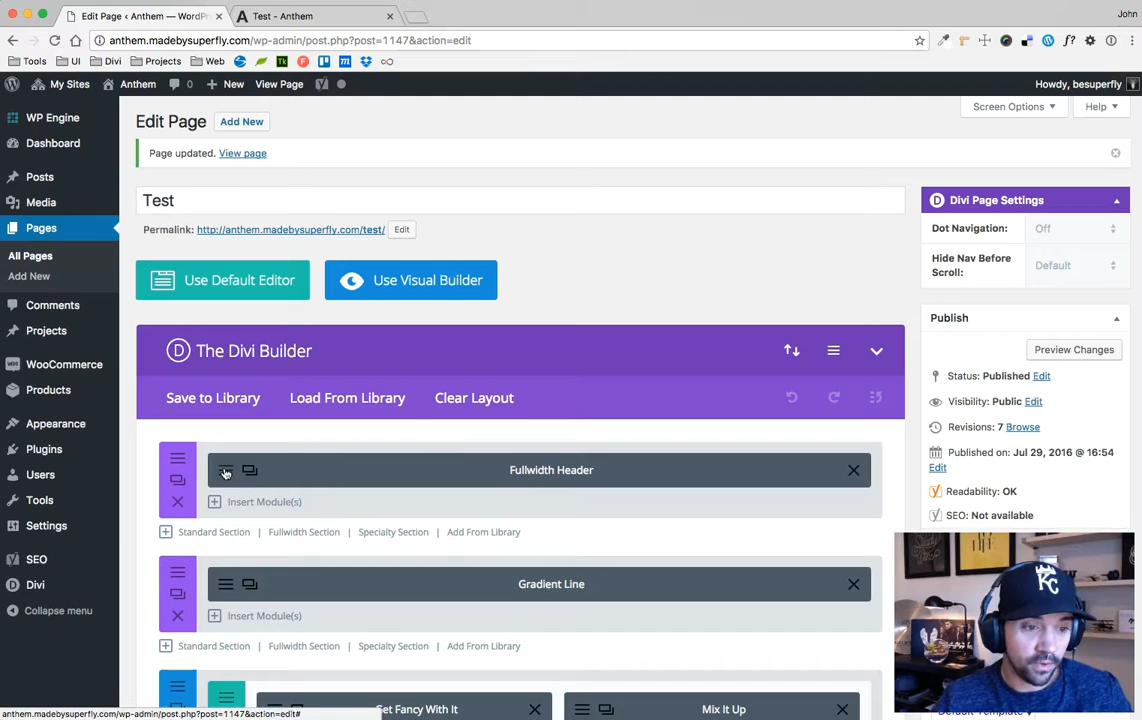 Edit Page ‹ Anthem — WordPr
Test - Anthem
John
anthem.madebysuperfly.com/wp-admin/post.php?post=1147&action=edit
Tools
UI
Divi
Projects
Web
My Sites
Anthem
0
New
View Page
Howdy, besuperfly
Screen Options
Help
WP Engine
Dashboard
Posts
Media
Pages
All Pages
Add New
Comments
Projects
WooCommerce
Products
Appearance
Plugins
Users
Tools
Settings
SEO
Divi
Collapse menu
Edit Page
Add New
Page updated. View page
Test
Permalink: http://anthem.madebysuperfly.com/test/ Edit
Use Default Editor
Use Visual Builder
The Divi Builder
Save to Library
Load From Library
Clear Layout
Fullwidth Header
Insert Module(s)
Standard Section | Fullwidth Section | Specialty Section | Add From Library
Gradient Line
Insert Module(s)
Standard Section | Fullwidth Section | Specialty Section | Add From Library
Get Fancy With It
Mix It Up
Divi Page Settings
Dot Navigation:
Off
Hide Nav Before
Scroll:
Default
Publish
Preview Changes
Status: Published Edit
Visibility: Public Edit
Revisions: 7 Browse
Published on: Jul 29, 2016 @ 16:54
Edit
Readability: OK
SEO: Not available
KC
anthem.madebysuperfly.com/wp-admin/post.php?post=1147&action=edit#